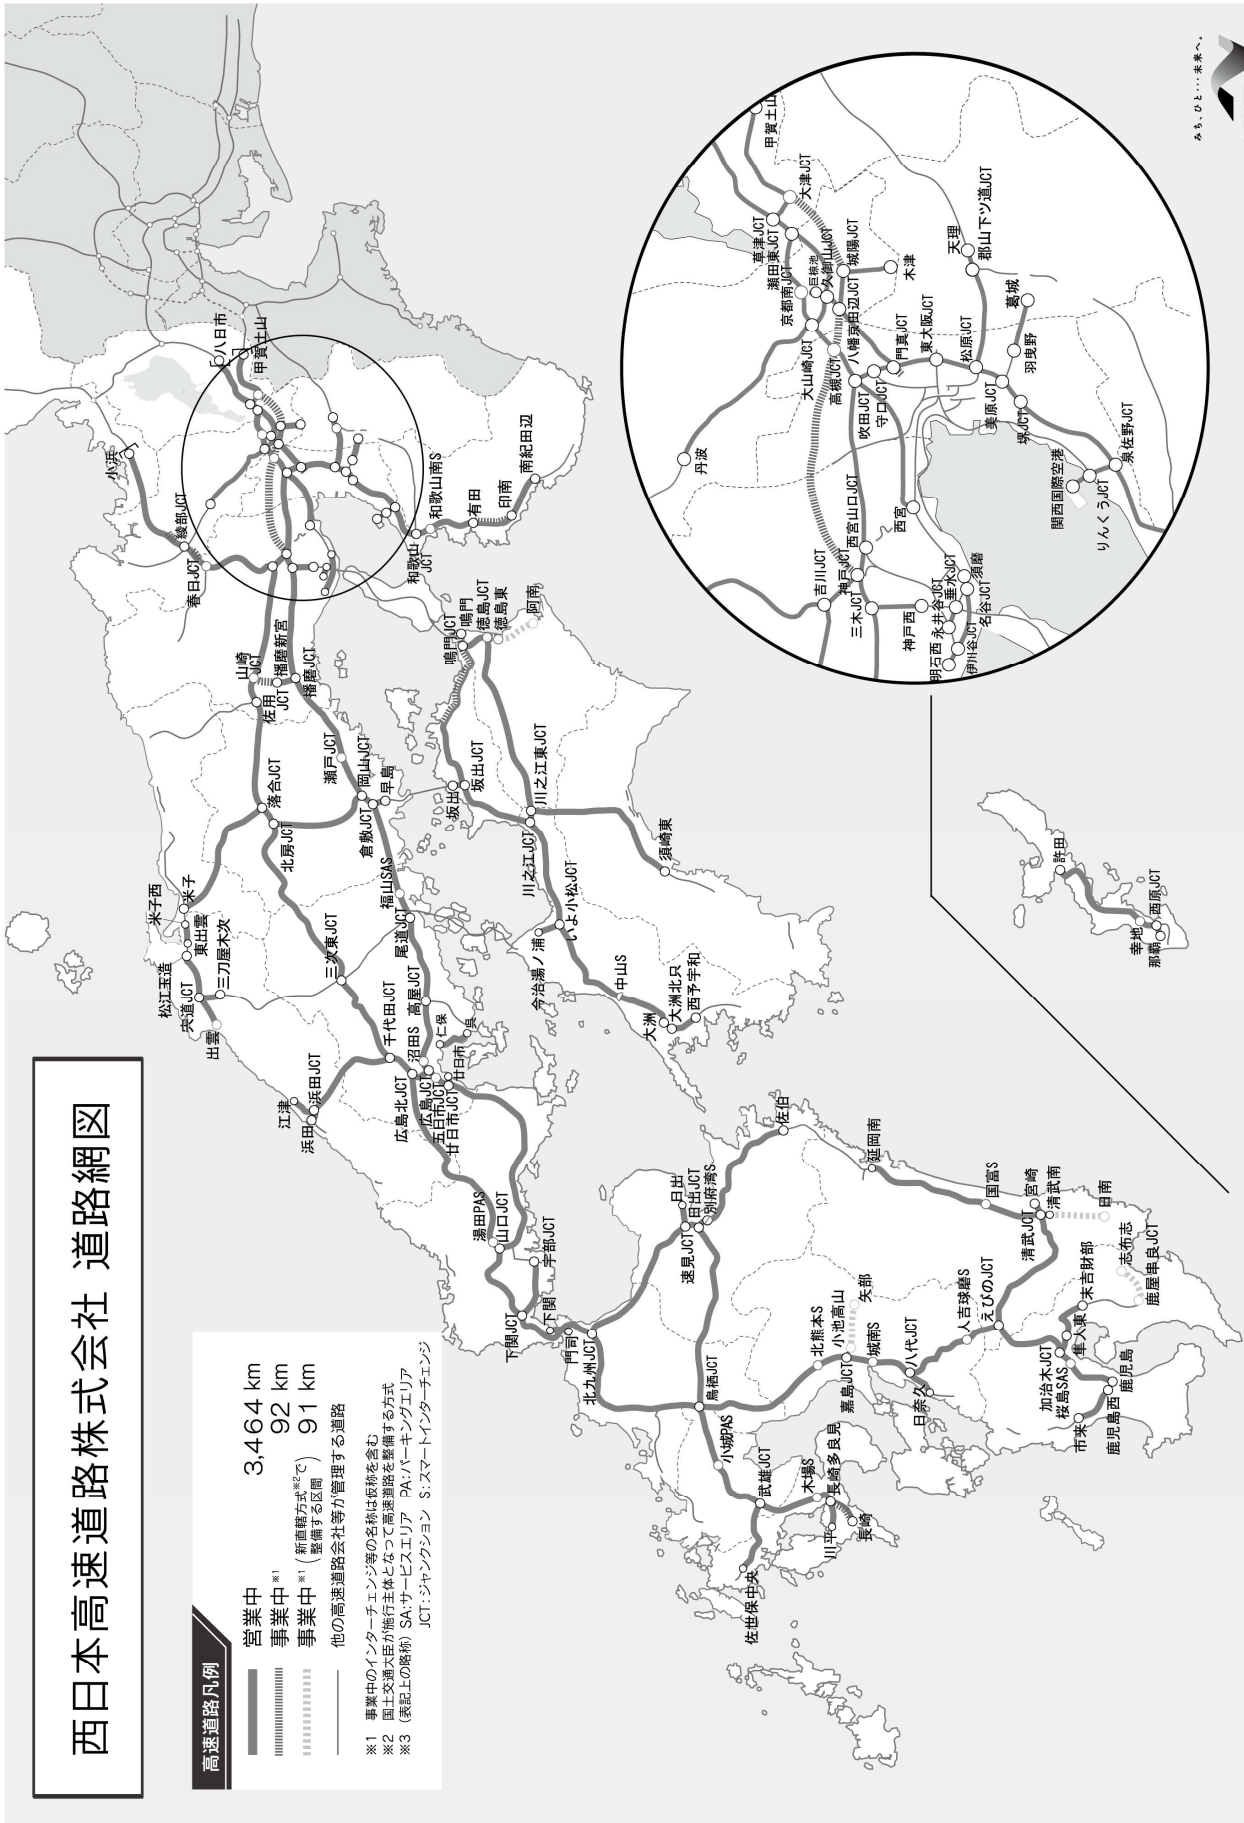 西日本高速道路株式会社 道路網図
高速道路凡例
営業中 3,464 km
事業中※1 92 km
事業中※1 (新直轄方式※2で整備する区間) 91 km
他の高速道路会社等が管理する道路
※1 事業中のインターチェンジ等の名称は仮称を含む
※2 国土交通大臣が施行主体となって高速道路を整備する方式
※3 (表記上の略称) SA:サービスエリア PA:パーキングエリア
JCT:ジャンクション S:スマートインターチェンジ
みち、ひと…未来へ。
八日市
甲賀土山
小浜
綾部JCT
春日JCT
和歌山JCT
和歌山南S
有田
印南
南紀田辺
山崎JCT
播磨新宮
佐用JCT
播磨JCT
瀬戸JCT
岡山JCT
早島
倉敷JCT
落合JCT
北房JCT
福山SAS
尾道JCT
米子西
米子
東出雲
松江玉造
宍道JCT
三刀屋木次
出雲
三次東JCT
高屋JCT
千代田JCT
沼田S
仁保
呉
江津
浜田JCT
浜田
広島北JCT
広島JCT
五日市JCT
廿日市
廿日市JCT
湯田PAS
山口JCT
宇部JCT
下関JCT
下関
鳴門JCT
鳴門
徳島JCT
徳島東
阿南
坂出
坂出JCT
川之江東JCT
川之江JCT
須崎東
いよ小松JCT
今治湯ノ浦
中山S
大洲
大洲北只
西予宇和
門司
北九州JCT
日出
日出JCT
速見JCT
別府湾S
佐伯
延岡南
国富S
宮崎
清武南
清武JCT
日南
志布志
鹿屋串良JCT
末吉財部
隼人東
加治木JCT
桜島SAS
鹿児島
鹿児島西
市来
えびのJCT
人吉球磨S
八代JCT
日奈久
城南S
嘉島JCT
小池高山
矢部
北熊本S
鳥栖JCT
小城PAS
武雄JCT
木場S
長崎多良見
川平
長崎
佐世保中央
許田
西原JCT
幸地
那覇
甲賀土山
大津JCT
草津JCT
瀬田東JCT
京都南JCT
巨椋池
久御山JCT
城陽JCT
木津
八幡京田辺JCT
大山崎JCT
高槻JCT
門真JCT
東大阪JCT
松原JCT
天理
郡山下ツ道JCT
葛城
羽曳野
美原JCT
堺JCT
吹田JCT
守口JCT
泉佐野JCT
りんくうJCT
関西国際空港
丹波
西宮山口JCT
西宮
吉川JCT
神戸JCT
三木JCT
神戸西
永井谷JCT
垂水JCT
須磨
名谷JCT
伊川谷JCT
明石西